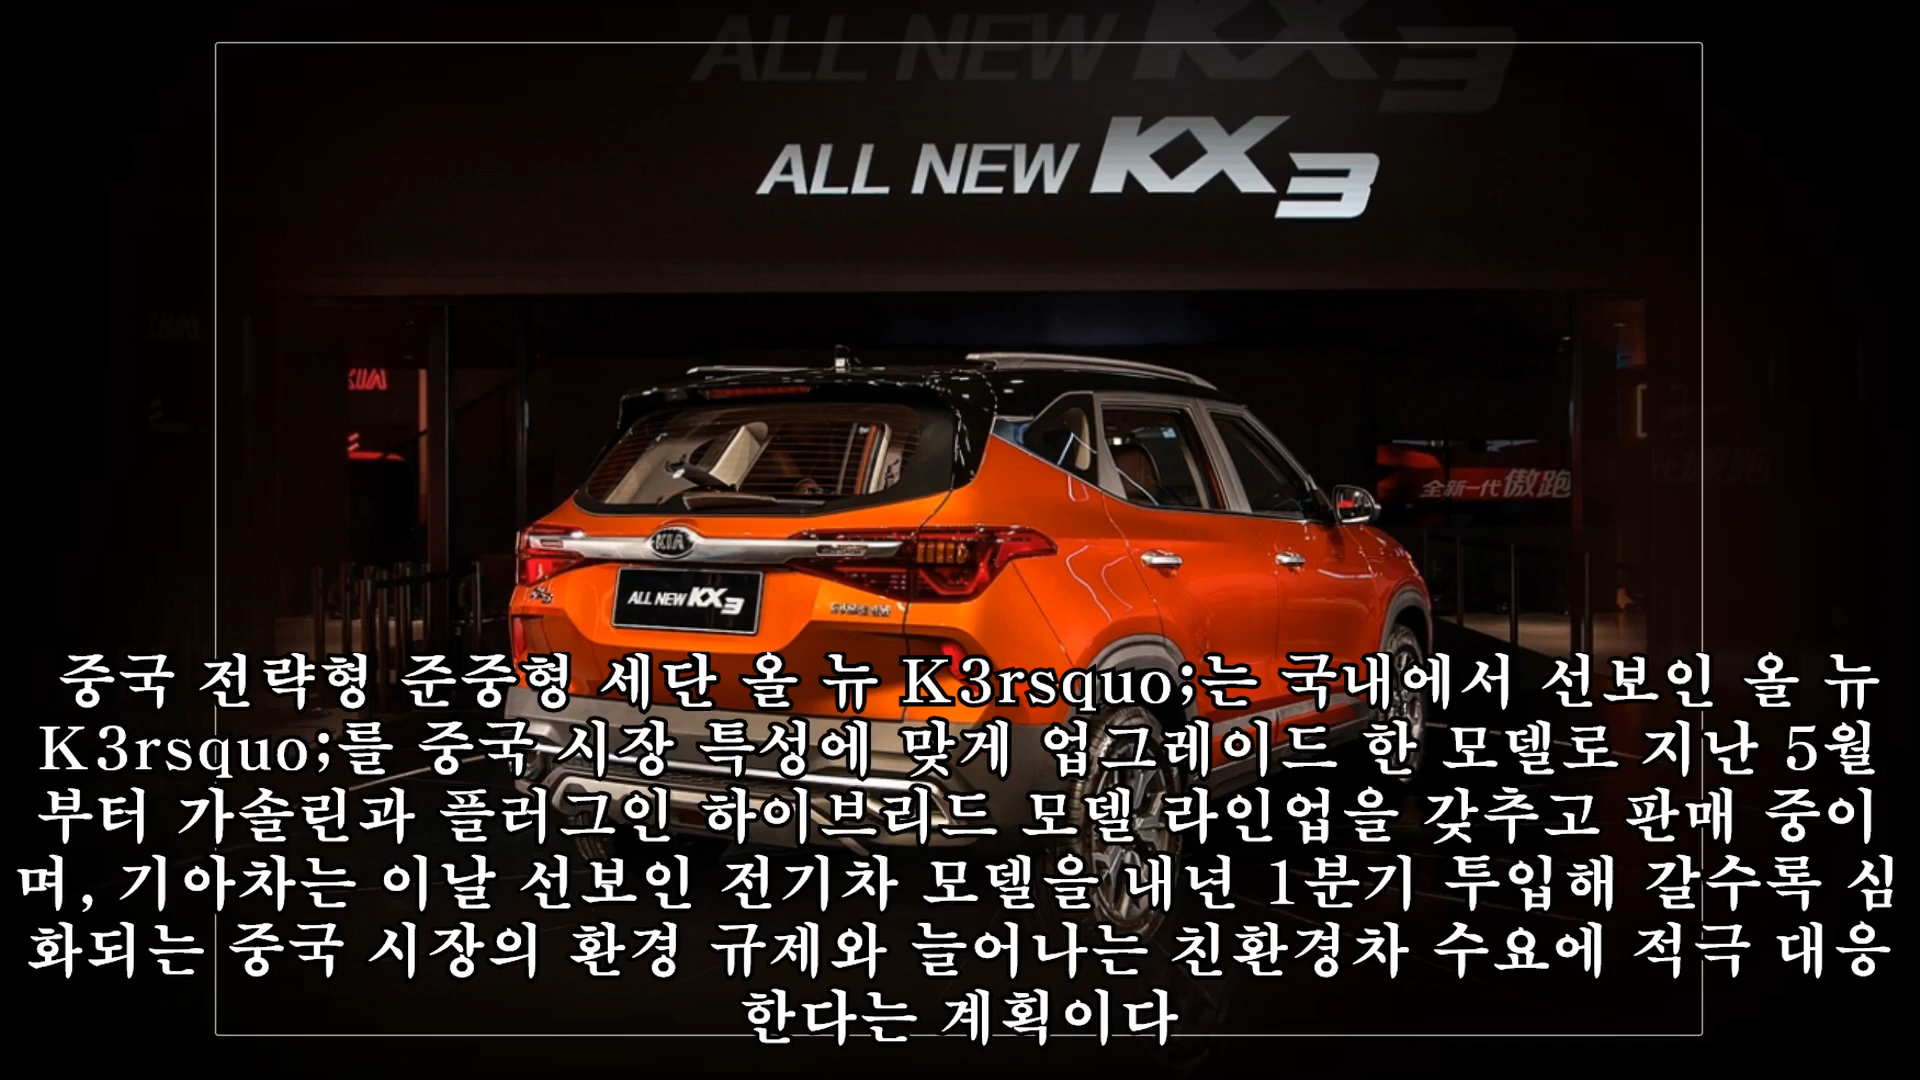 ALL NEW KX3
ALL NEW KX3
KIA
全新一代傲跑
KIA
ALL NEW KX3
중국 전략형 준중형 세단 올 뉴 K3rsquo;는 국내에서 선보인 올 뉴
K3rsquo;를 중국 시장 특성에 맞게 업그레이드 한 모델로 지난 5월
부터 가솔린과 플러그인 하이브리드 모델 라인업을 갖추고 판매 중이
며, 기아차는 이날 선보인 전기차 모델을 내년 1분기 투입해 갈수록 심
화되는 중국 시장의 환경 규제와 늘어나는 친환경차 수요에 적극 대응
한다는 계획이다